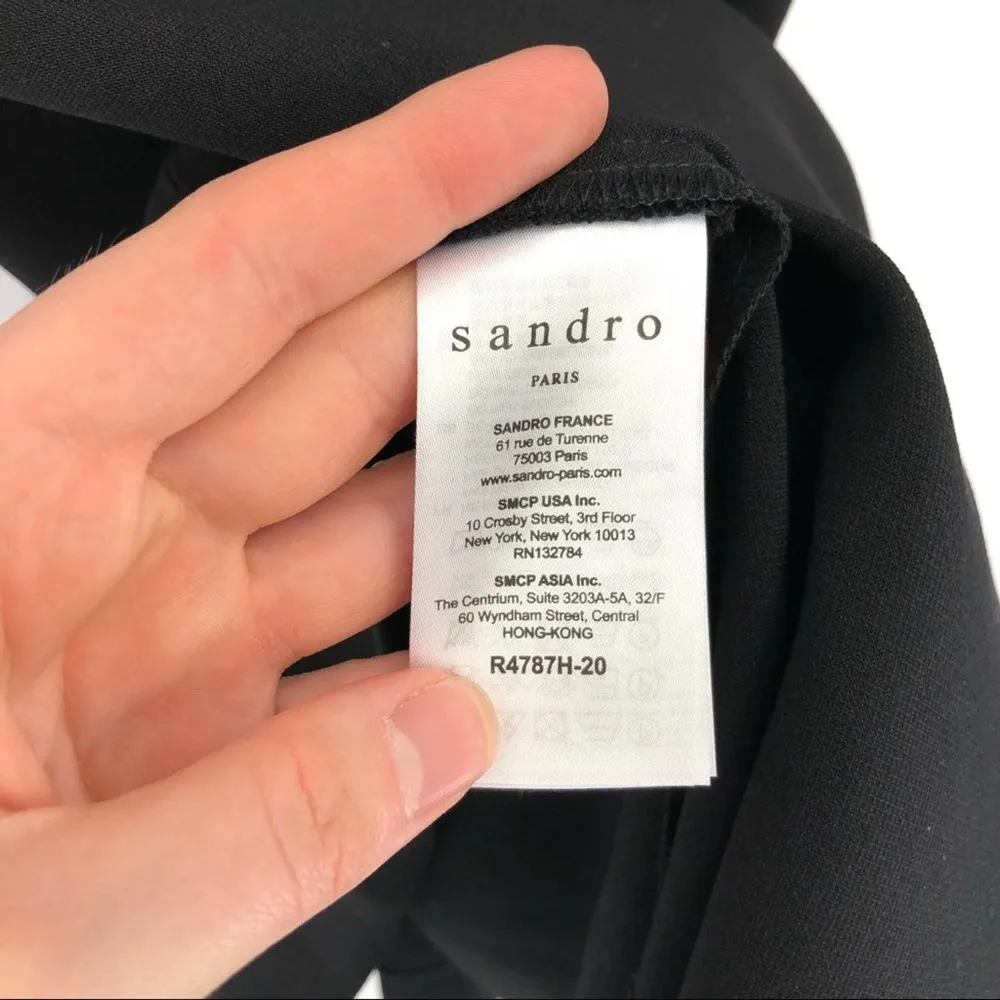 sandro
PARIS
SANDRO FRANCE
61 rue de Turenne
75003 Paris
www.sandro-paris.com
SMCP USA Inc.
10 Crosby Street, 3rd Floor
New York, New York 10013
RN132784
SMCP ASIA Inc.
The Centrium, Suite 3203A-5A, 32/F
60 Wyndham Street, Central
HONG-KONG
R4787H-20